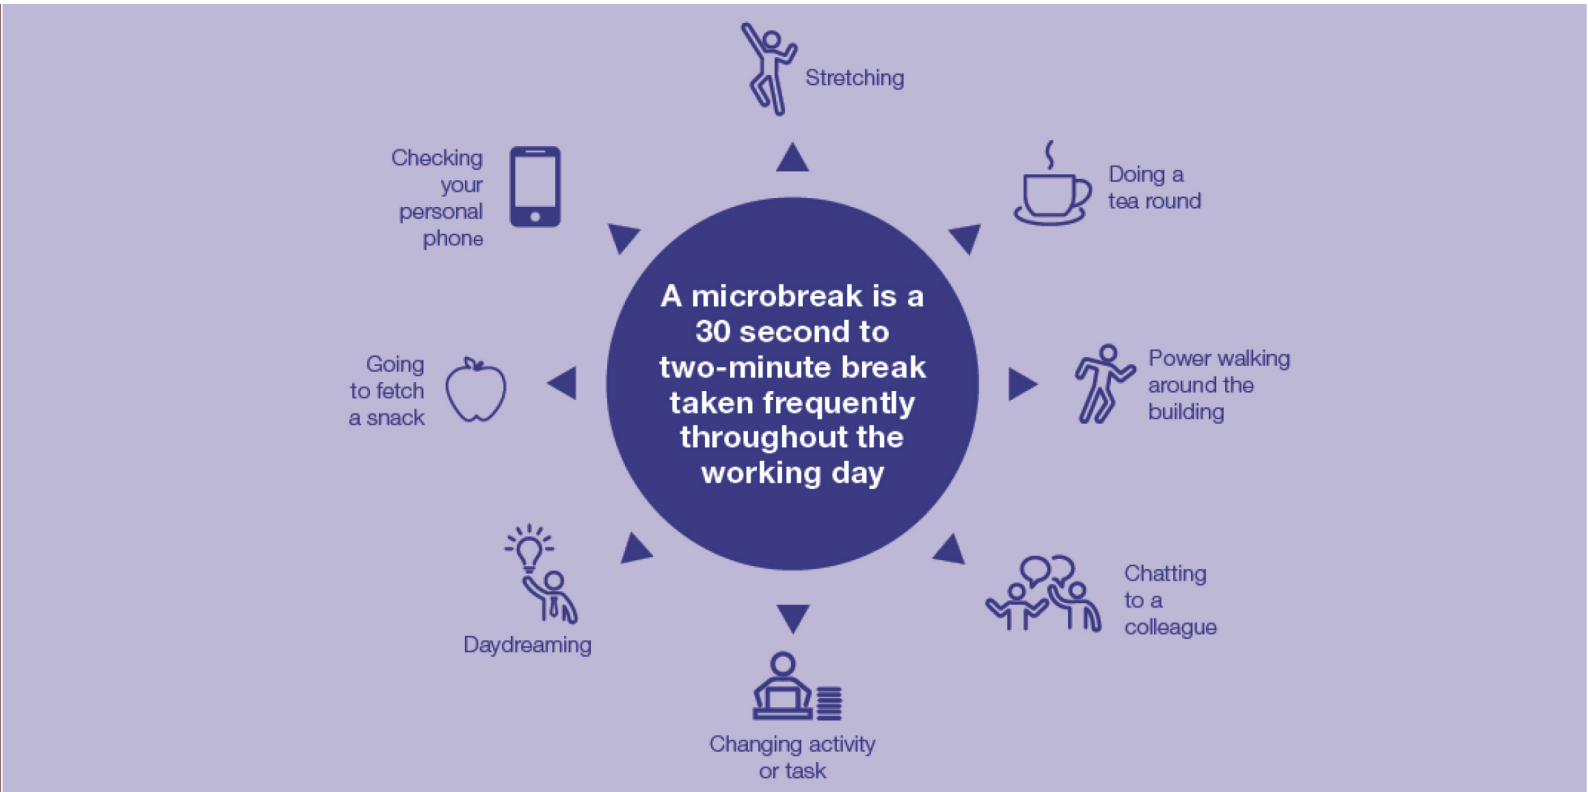 Stretching
Checking
your
personal
phone
Doing a
tea round
A microbreak is a
30 second to
two-minute break
taken frequently
throughout the
working day
Going
to fetch
a snack
Power walking
around the
building
Daydreaming
Chatting
to a
colleague
Changing activity
or task